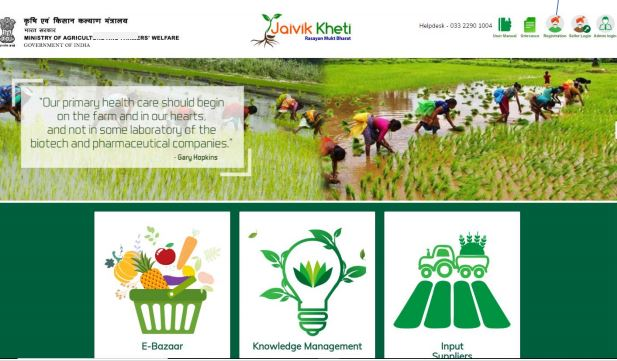 कृषि एवं किसान कल्याण मंत्रालय
भारत सरकार
MINISTRY OF AGRICULT ERS' WELFARE
GOVERNMENT OF INDIA
Jaivik Kheti
Rasayan Mukt Bharat
Helpdesk - 033 2290 1004
User Manual Grievance Registration Seller Login Admin login
"Our primary health care should begin
on the farm and in our hearts,
and not in some laboratory of the
biotech and pharmaceutical companies."
- Gary Hopkins
E-Bazaar
Knowledge Management
Input
Suppliers